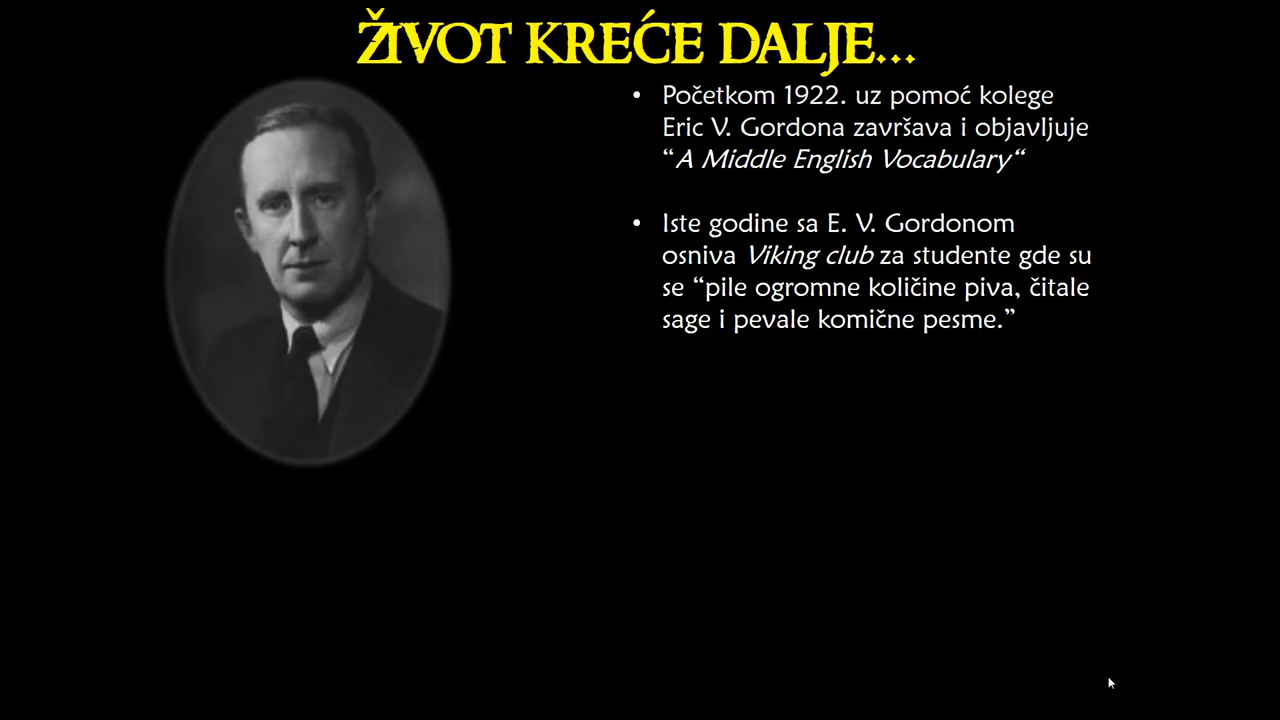 ŽIVOT KREĆE DALJE...
• Početkom 1922. uz pomoć kolege
Eric V. Gordona završava i objavljuje
“A Middle English Vocabulary“
• Iste godine sa E. V. Gordonom
osniva Viking club za studente gde su
se “pile ogromne količine piva, čitale
sage i pevale komične pesme.”